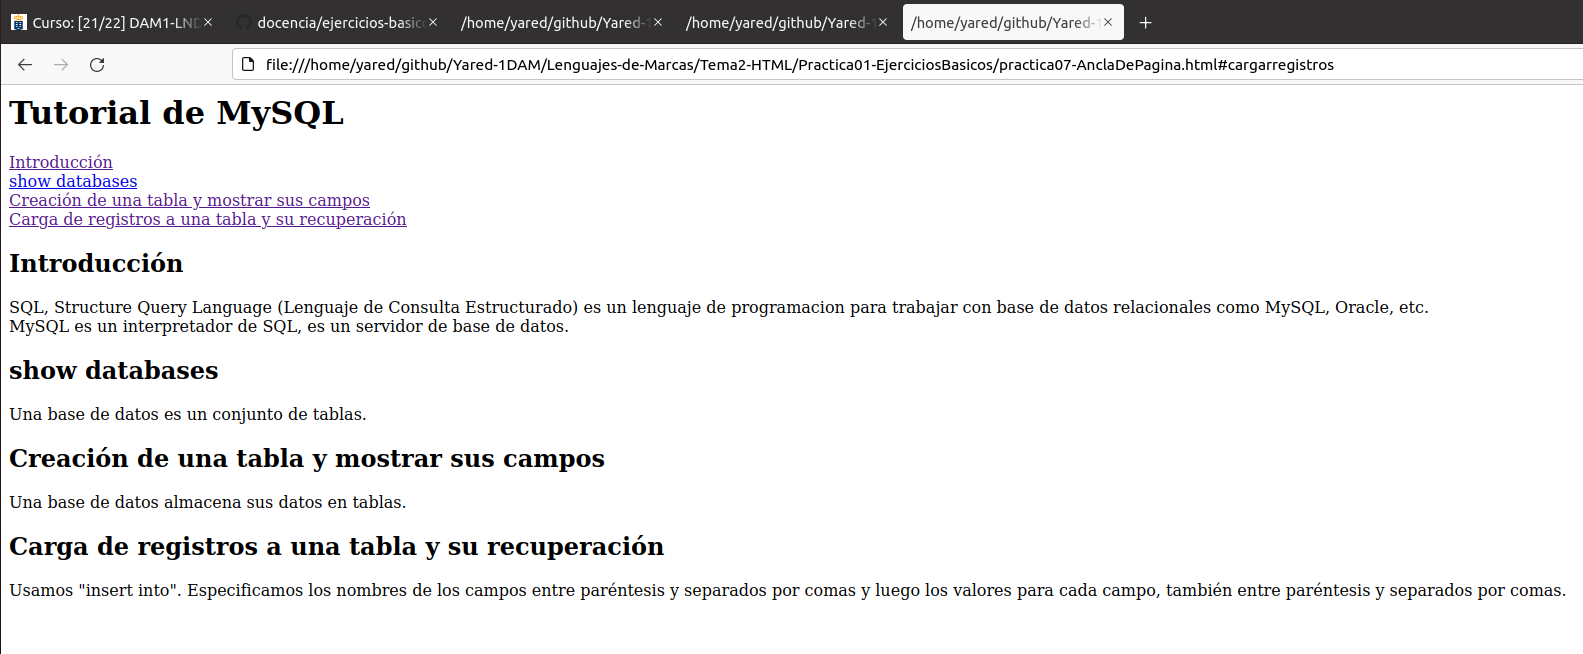 Curso: [21/22] DAM1-LND
docencia/ejercicios-basico
/home/yared/github/Yared-1
/home/yared/github/Yared-1
/home/yared/github/Yared-1
file:///home/yared/github/Yared-1DAM/Lenguajes-de-Marcas/Tema2-HTML/Practica01-EjerciciosBasicos/practica07-AnclaDePagina.html#cargarregistros
Tutorial de MySQL
Introducción
show databases
Creación de una tabla y mostrar sus campos
Carga de registros a una tabla y su recuperación
Introducción
SQL, Structure Query Language (Lenguaje de Consulta Estructurado) es un lenguaje de programacion para trabajar con base de datos relacionales como MySQL, Oracle, etc.
MySQL es un interpretador de SQL, es un servidor de base de datos.
show databases
Una base de datos es un conjunto de tablas.
Creación de una tabla y mostrar sus campos
Una base de datos almacena sus datos en tablas.
Carga de registros a una tabla y su recuperación
Usamos "insert into". Especificamos los nombres de los campos entre paréntesis y separados por comas y luego los valores para cada campo, también entre paréntesis y separados por comas.